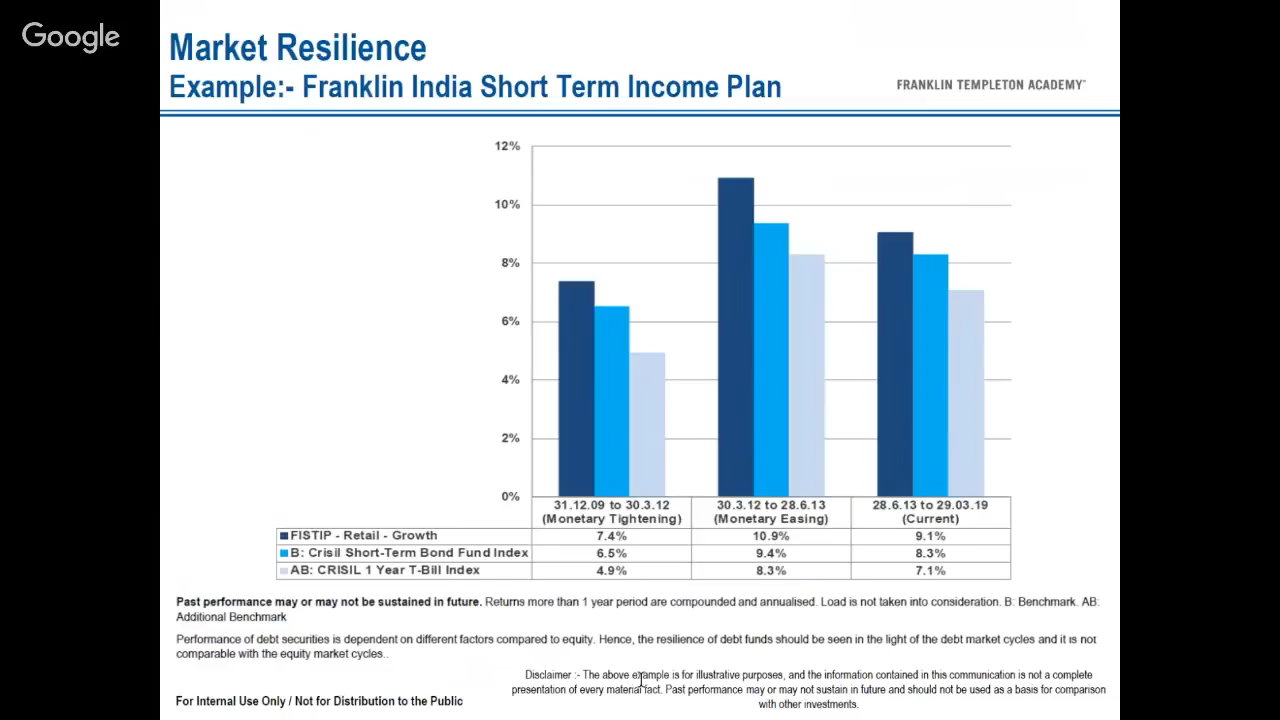 Google
Market Resilience
Example:- Franklin India Short Term Income Plan
FRANKLIN TEMPLETON ACADEMY™
12%
10%
8%
6%
4%
2%
0%
31.12.09 to 30.3.12 30.3.12 to 28.6.13 28.6.13 to 29.03.19
(Monetary Tightening) (Monetary Easing) (Current)
FISTIP - Retail - Growth 7.4% 10.9% 9.1%
B: Crisil Short-Term Bond Fund Index 6.5% 9.4% 8.3%
AB: CRISIL 1 Year T-Bill Index 4.9% 8.3% 7.1%
Past performance may or may not be sustained in future. Returns more than 1 year period are compounded and annualised. Load is not taken into consideration. B: Benchmark. AB:
Additional Benchmark
Performance of debt securities is dependent on different factors compared to equity. Hence, the resilience of debt funds should be seen in the light of the debt market cycles and it is not
comparable with the equity market cycles..
Disclaimer :- The above example is for illustrative purposes, and the information contained in this communication is not a complete
presentation of every material fact. Past performance may or may not sustain in future and should not be used as a basis for comparison
with other investments.
For Internal Use Only / Not for Distribution to the Public